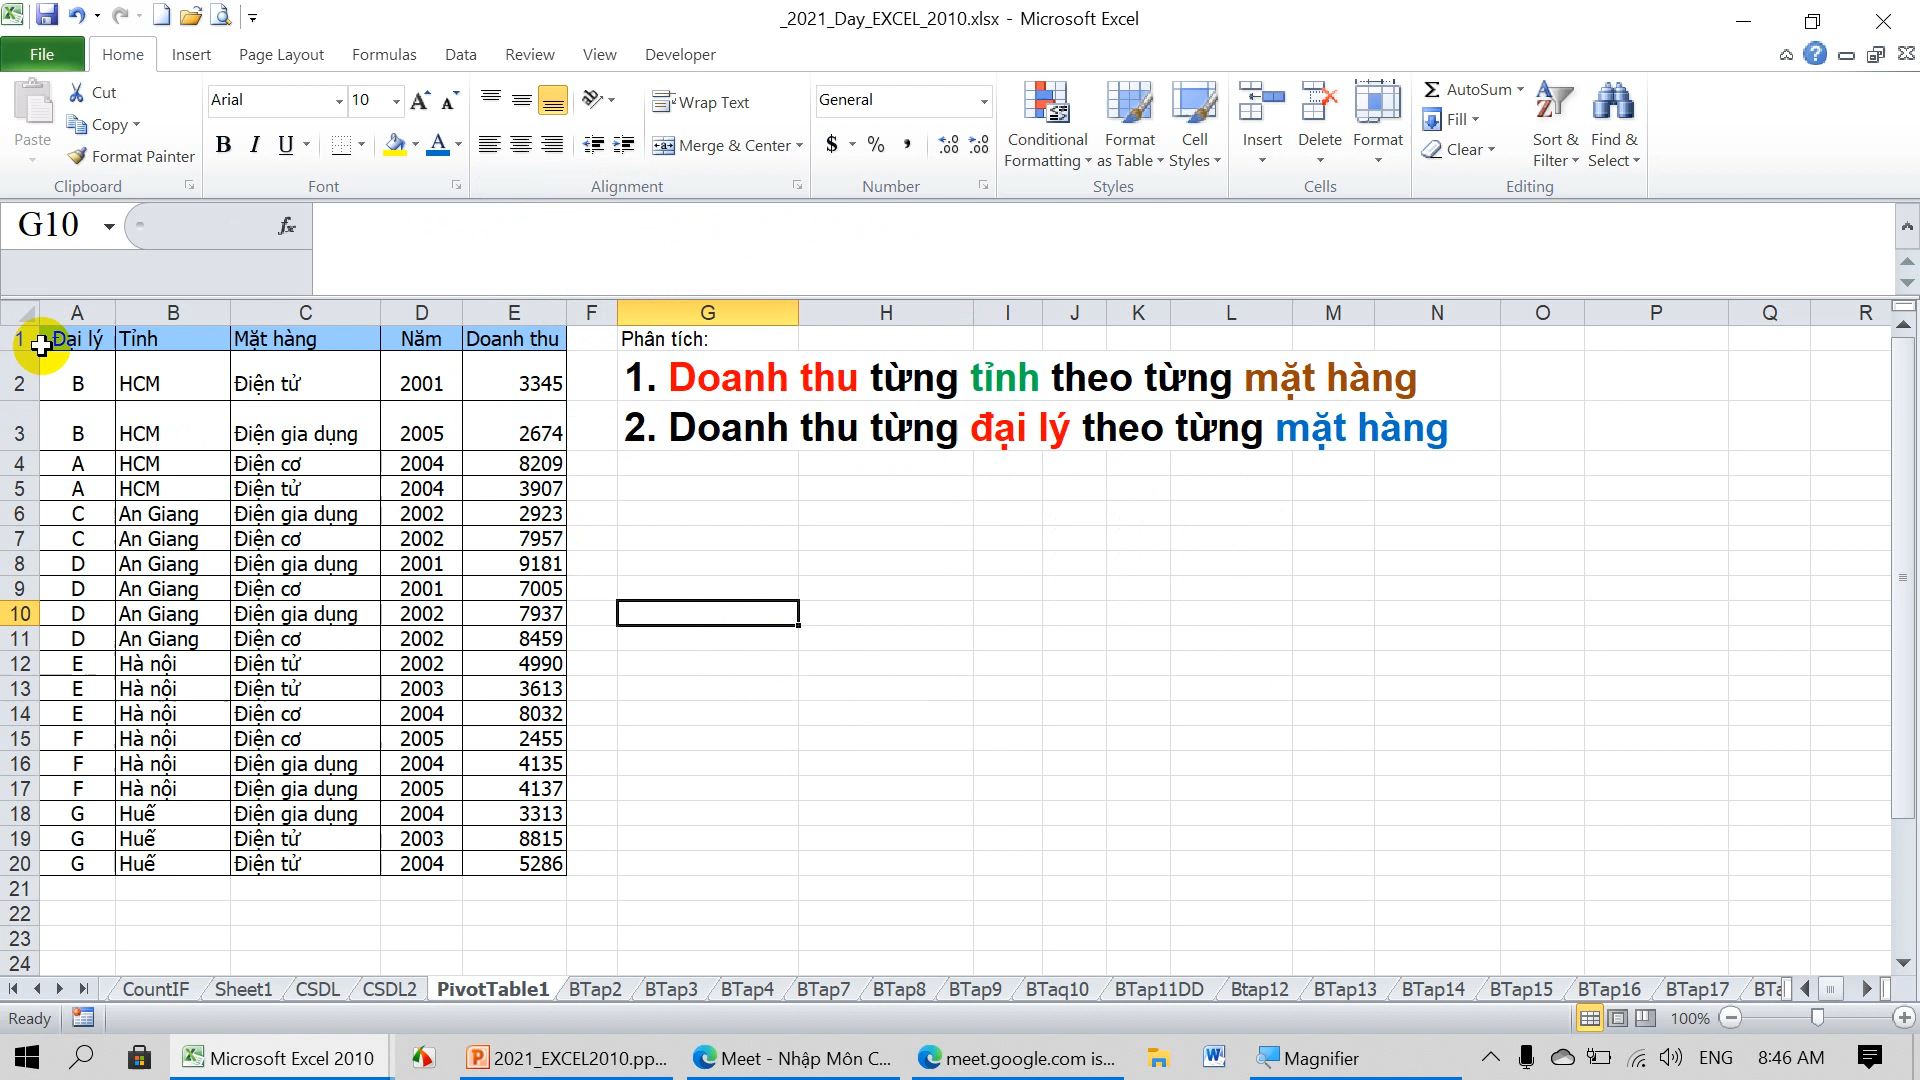 _2021_Day_EXCEL_2010.xlsx - Microsoft Excel
File Home Insert Page Layout Formulas Data Review View Developer
Paste
Cut
Copy
Format Painter
Clipboard
Arial 10
B I U
Font
Wrap Text
Merge & Center
Alignment
General
$ % ,
Number
Conditional Formatting
Format as Table
Cell Styles
Styles
Insert
Delete
Format
Cells
AutoSum
Fill
Clear
Sort & Filter
Find & Select
Editing
G10 fx
A B C D E F G H I J K L M N O P Q R
1 Đại lý Tỉnh Mặt hàng Năm Doanh thu Phân tích:
2 B HCM Điện tử 2001 3345 1. Doanh thu từng tỉnh theo từng mặt hàng
3 B HCM Điện gia dụng 2005 2674 2. Doanh thu từng đại lý theo từng mặt hàng
4 A HCM Điện cơ 2004 8209
5 A HCM Điện tử 2004 3907
6 C An Giang Điện gia dụng 2002 2923
7 C An Giang Điện cơ 2002 7957
8 D An Giang Điện gia dụng 2001 9181
9 D An Giang Điện cơ 2001 7005
10 D An Giang Điện gia dụng 2002 7937
11 D An Giang Điện cơ 2002 8459
12 E Hà nội Điện tử 2002 4990
13 E Hà nội Điện tử 2003 3613
14 E Hà nội Điện cơ 2004 8032
15 F Hà nội Điện cơ 2005 2455
16 F Hà nội Điện gia dụng 2004 4135
17 F Hà nội Điện gia dụng 2005 4137
18 G Huế Điện gia dụng 2004 3313
19 G Huế Điện tử 2003 8815
20 G Huế Điện tử 2004 5286
21
22
23
24
CountIF Sheet1 CSDL CSDL2 PivotTable1 BTap2 BTap3 BTap4 BTap7 BTap8 BTap9 BTaq10 BTap11DD Btap12 BTap13 BTap14 BTap15 BTap16 BTap17 BTa
Ready 100%
Microsoft Excel 2010 2021_EXCEL2010.pp... Meet - Nhập Môn C... meet.google.com is... Magnifier ENG 8:46 AM